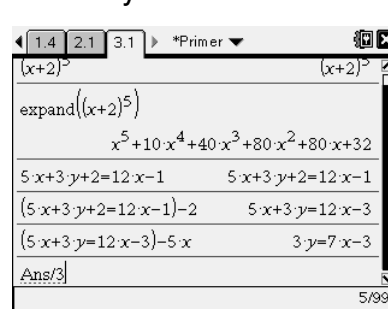 1.4 2.1 3.1 *Primer
(x+2)^5 (x+2)^5
expand((x+2)^5)
x^5+10·x^4+40·x^3+80·x^2+80·x+32
5·x+3·y+2=12·x−1 5·x+3·y+2=12·x−1
(5·x+3·y+2=12·x−1)−2 5·x+3·y=12·x−3
(5·x+3·y=12·x−3)−5·x 3·y=7·x−3
Ans/3
5/99